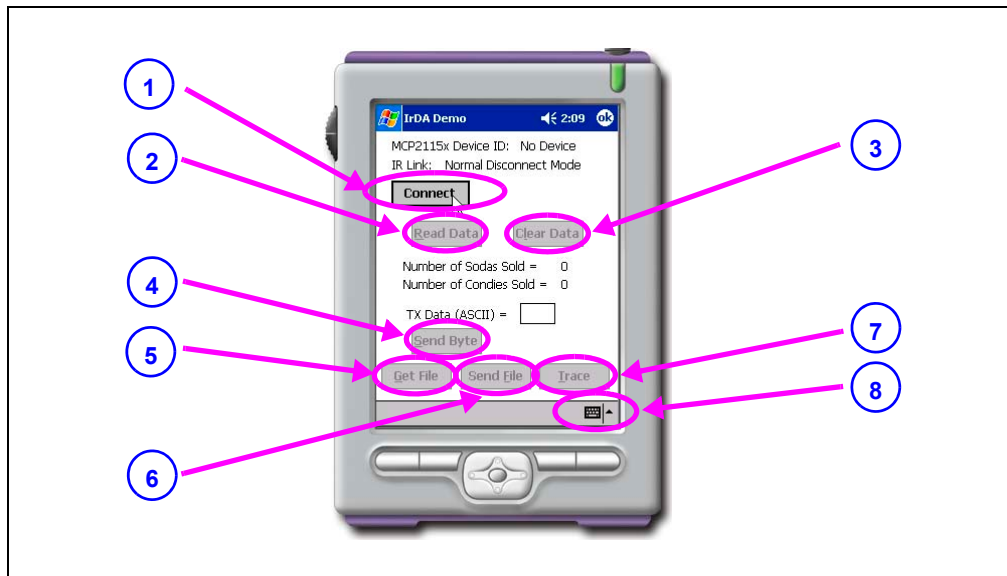 1
2
3
4
5
6
7
8
IrDA Demo 2:09 ok
MCP2115x Device ID: No Device
IR Link: Normal Disconnect Mode
Connect
Read Data Clear Data
Number of Sodas Sold = 0
Number of Condies Sold = 0
TX Data (ASCII) =
Send Byte
Get File Send File Trace